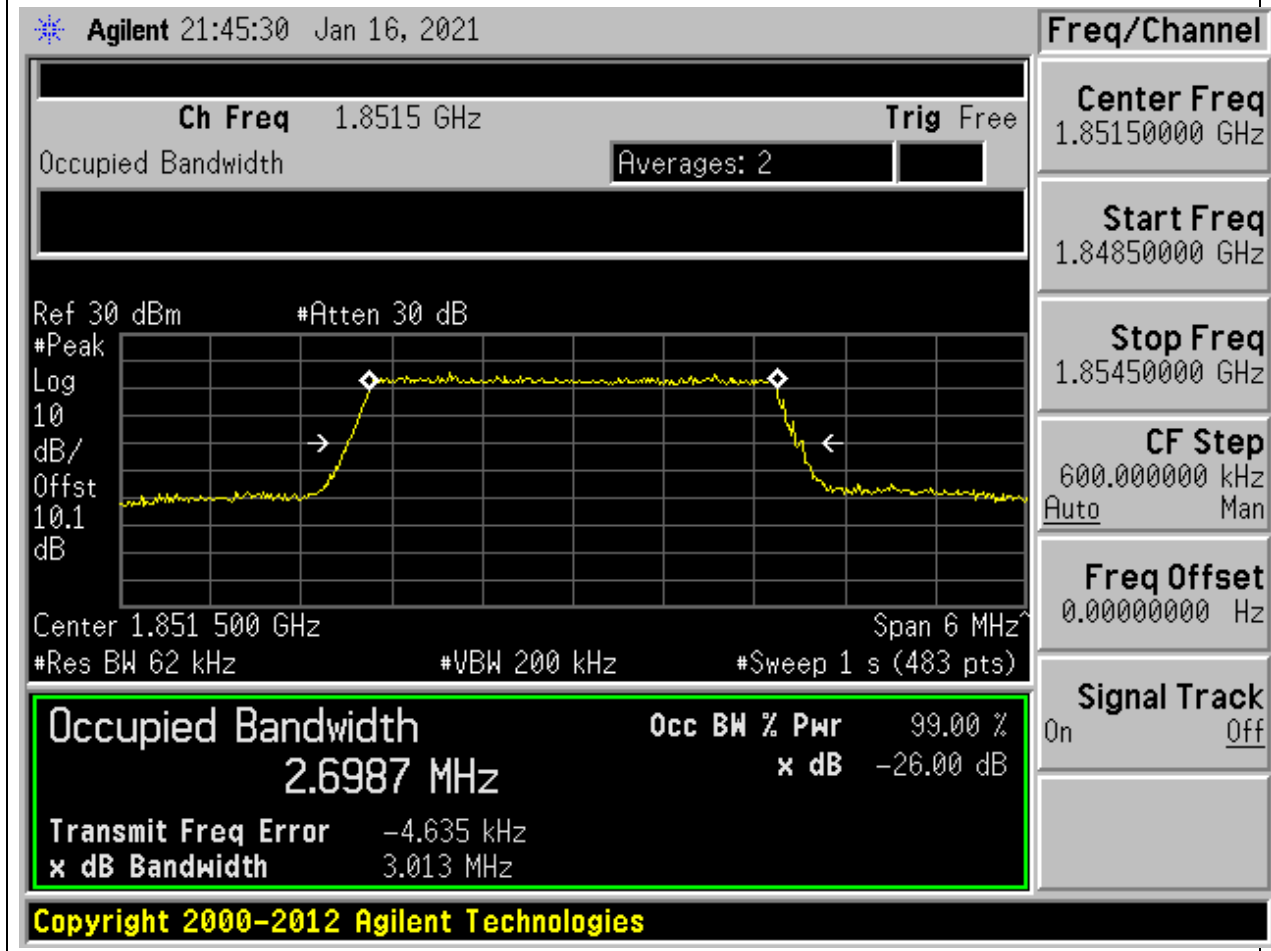 Agilent 21:45:30 Jan 16, 2021
Freq/Channel
Ch Freq 1.8515 GHz Trig Free
Occupied Bandwidth Averages: 2
Ref 30 dBm #Atten 30 dB
#Peak
Log
10
dB/
Offst
10.1
dB
Center 1.851 500 GHz Span 6 MHz^
#Res BW 62 kHz #VBW 200 kHz #Sweep 1 s (483 pts)
Occupied Bandwidth Occ BW % Pwr 99.00 %
2.6987 MHz x dB -26.00 dB
Transmit Freq Error -4.635 kHz
x dB Bandwidth 3.013 MHz
Center Freq
1.85150000 GHz
Start Freq
1.84850000 GHz
Stop Freq
1.85450000 GHz
CF Step
600.000000 kHz
Auto Man
Freq Offset
0.00000000 Hz
Signal Track
On Off
Copyright 2000-2012 Agilent Technologies